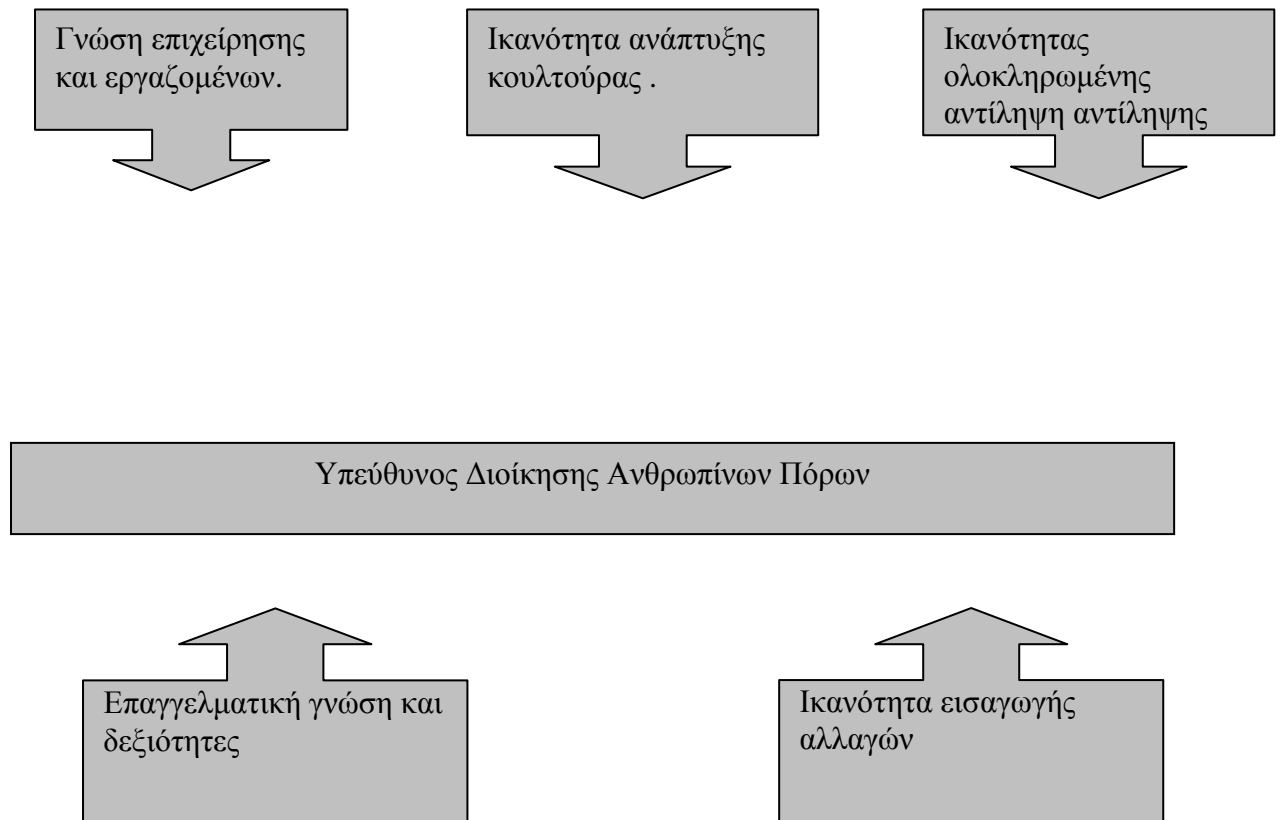 Γνώση επιχείρησης
και εργαζομένων.
Ικανότητα ανάπτυξης
κουλτούρας .
Ικανότητας
ολοκληρωμένης
αντίληψη αντίληψης
Υπεύθυνος Διοίκησης Ανθρωπίνων Πόρων
Επαγγελματική γνώση και
δεξιότητες
Ικανότητα εισαγωγής
αλλαγών